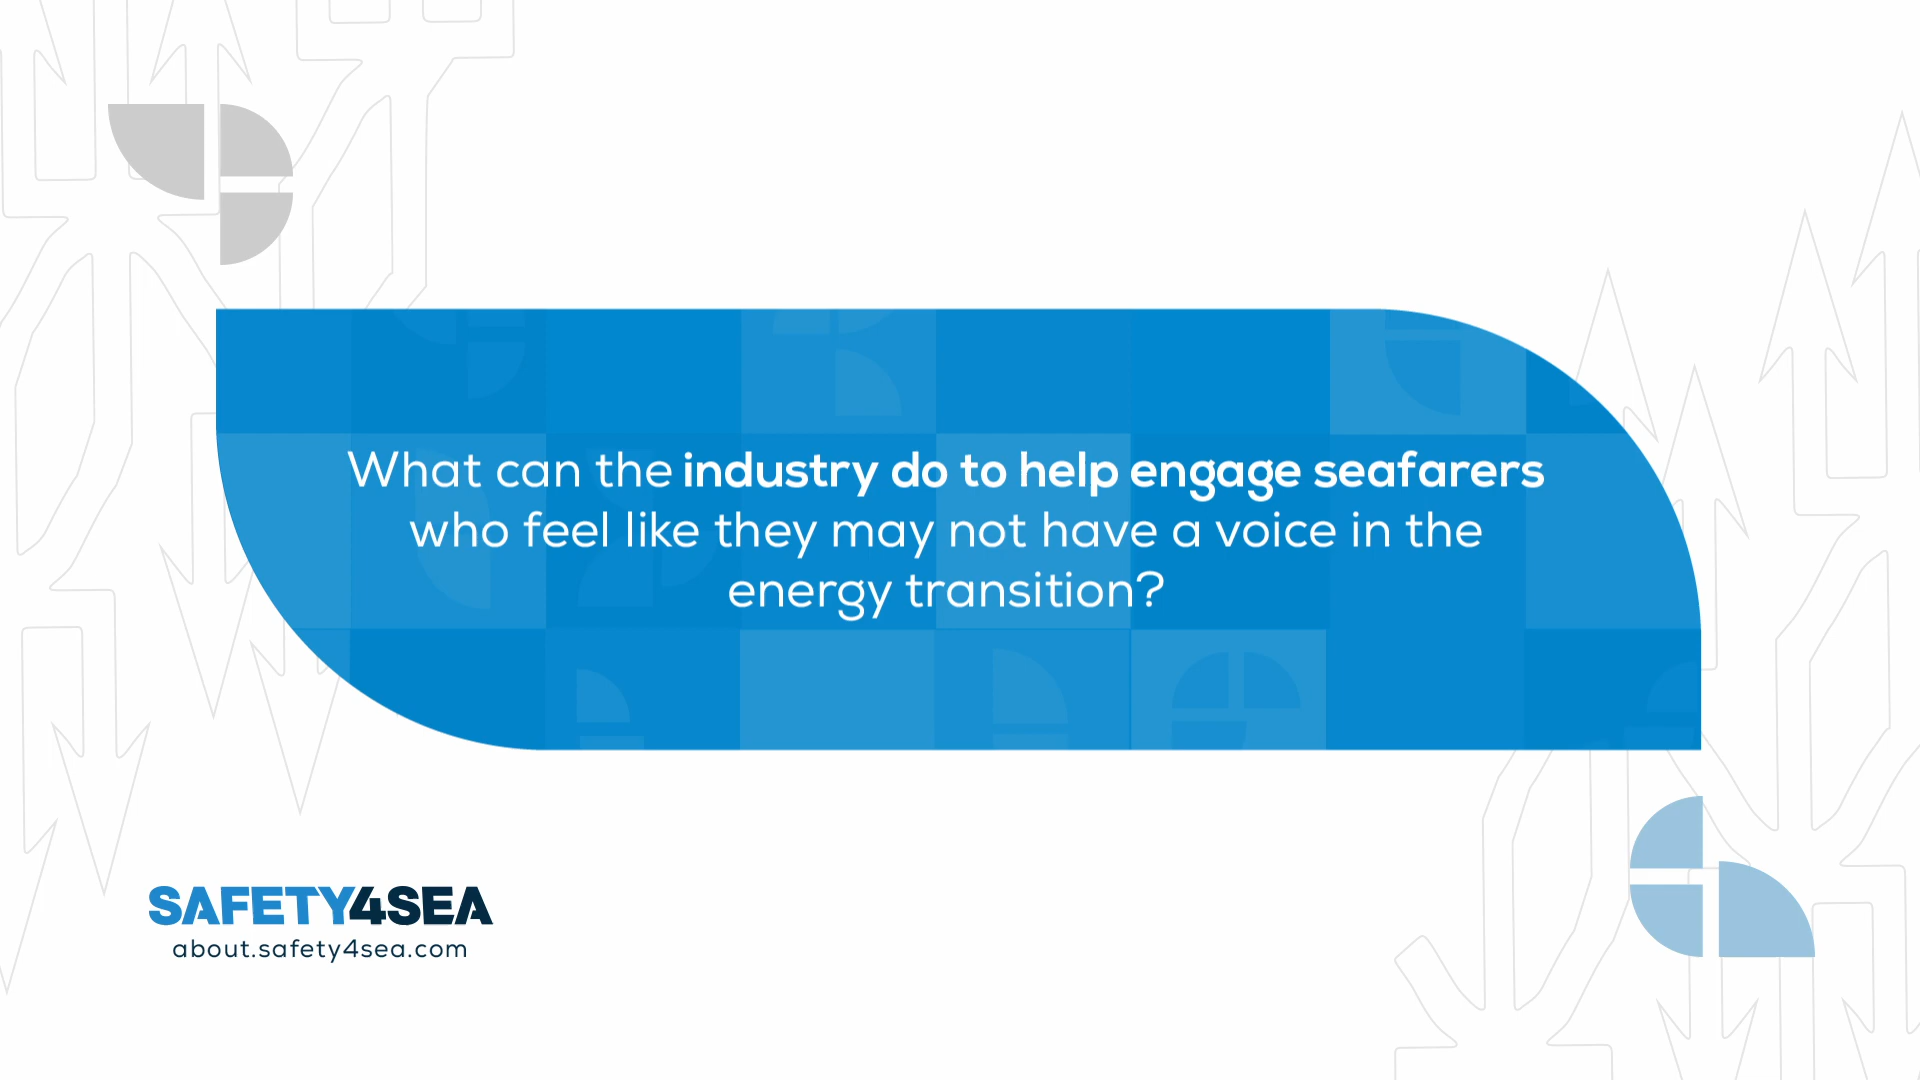 What can the industry do to help engage seafarers
who feel like they may not have a voice in the
energy transition?
SAFETY4SEA
about.safety4sea.com